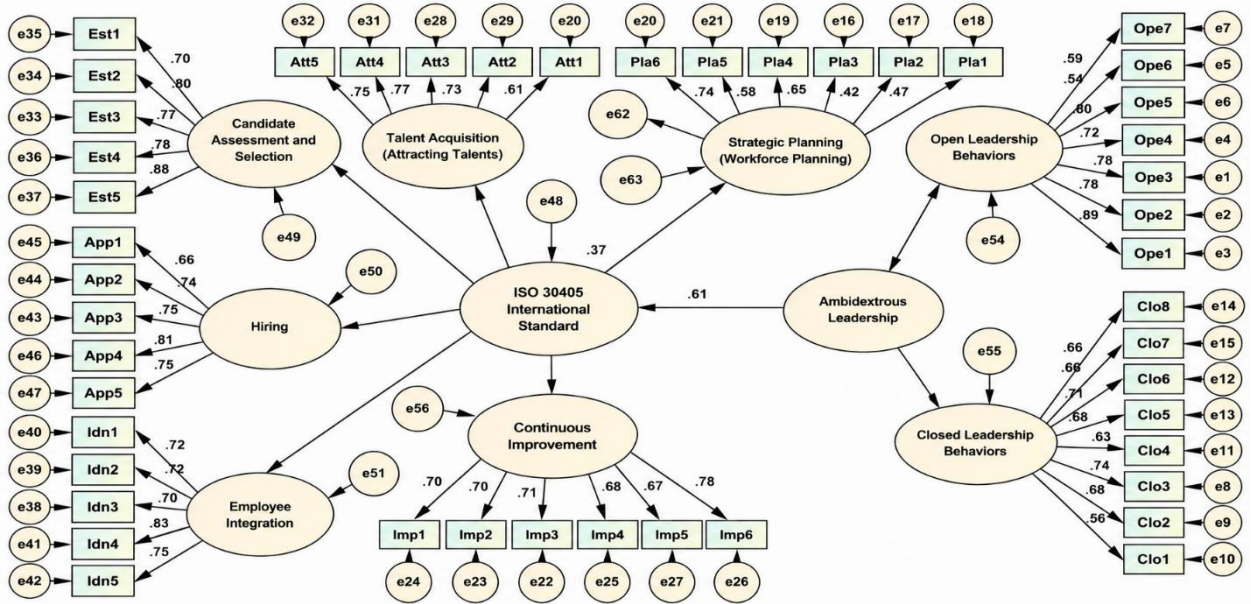 e35 Est1
.70
e34 Est2
.80
e33 Est3
.77
e36 Est4
.78
e37 Est5
.88
Candidate
Assessment and
Selection
e49
e32 e31 e28 e29 e20
Att5 Att4 Att3 Att2 Att1
.75 .77 .73 .61
Talent Acquisition
(Attracting Talents)
e20 e21 e19 e16 e17 e18
Pla6 Pla5 Pla4 Pla3 Pla2 Pla1
.74 .58 .65 .42 .47
e62
e63
Strategic Planning
(Workforce Planning)
Ope7 e7
.59
Ope6 e5
.54
Ope5 e6
.80
Ope4 e4
.72
Ope3 e1
.78
Ope2 e2
.78
Ope1 e3
.89
Open Leadership
Behaviors
e54
e45 App1
.66
e44 App2
.74
e43 App3
.75
e46 App4
.81
e47 App5
.75
Hiring
e50
e48
.37
ISO 30405
International
Standard
.61
Ambidextrous
Leadership
e55
Clo8 e14
.66
Clo7 e15
.66
Clo6 e12
.71
Clo5 e13
.68
Clo4 e11
.63
Clo3 e8
.74
Clo2 e9
.68
Clo1 e10
.56
Closed Leadership
Behaviors
e40 Idn1
.72
e39 Idn2
.72
e38 Idn3
.70
e41 Idn4
.83
e42 Idn5
.75
Employee
Integration
e51
e56
Continuous
Improvement
.70 .70 .71 .68 .67 .78
Imp1 Imp2 Imp3 Imp4 Imp5 Imp6
e24 e23 e22 e25 e27 e26